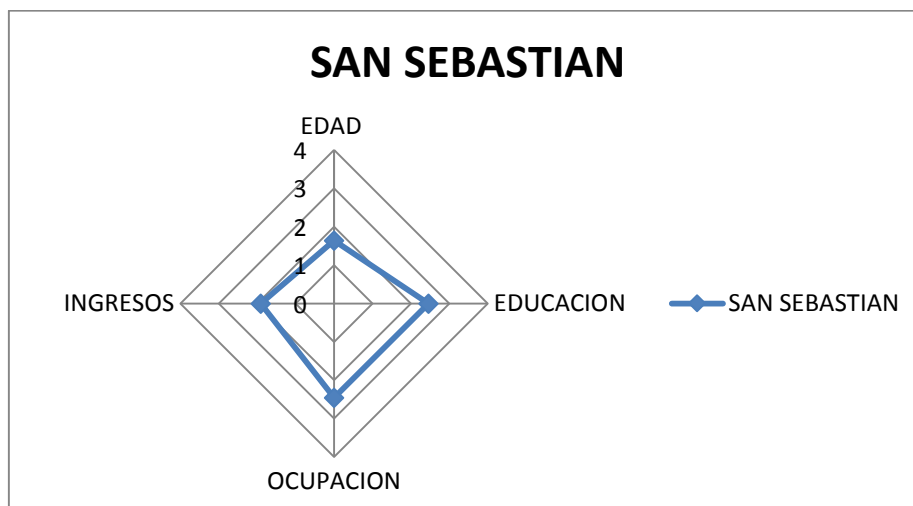 SAN SEBASTIAN
EDAD
4
3
2
1
0
INGRESOS
EDUCACION
SAN SEBASTIAN
OCUPACION